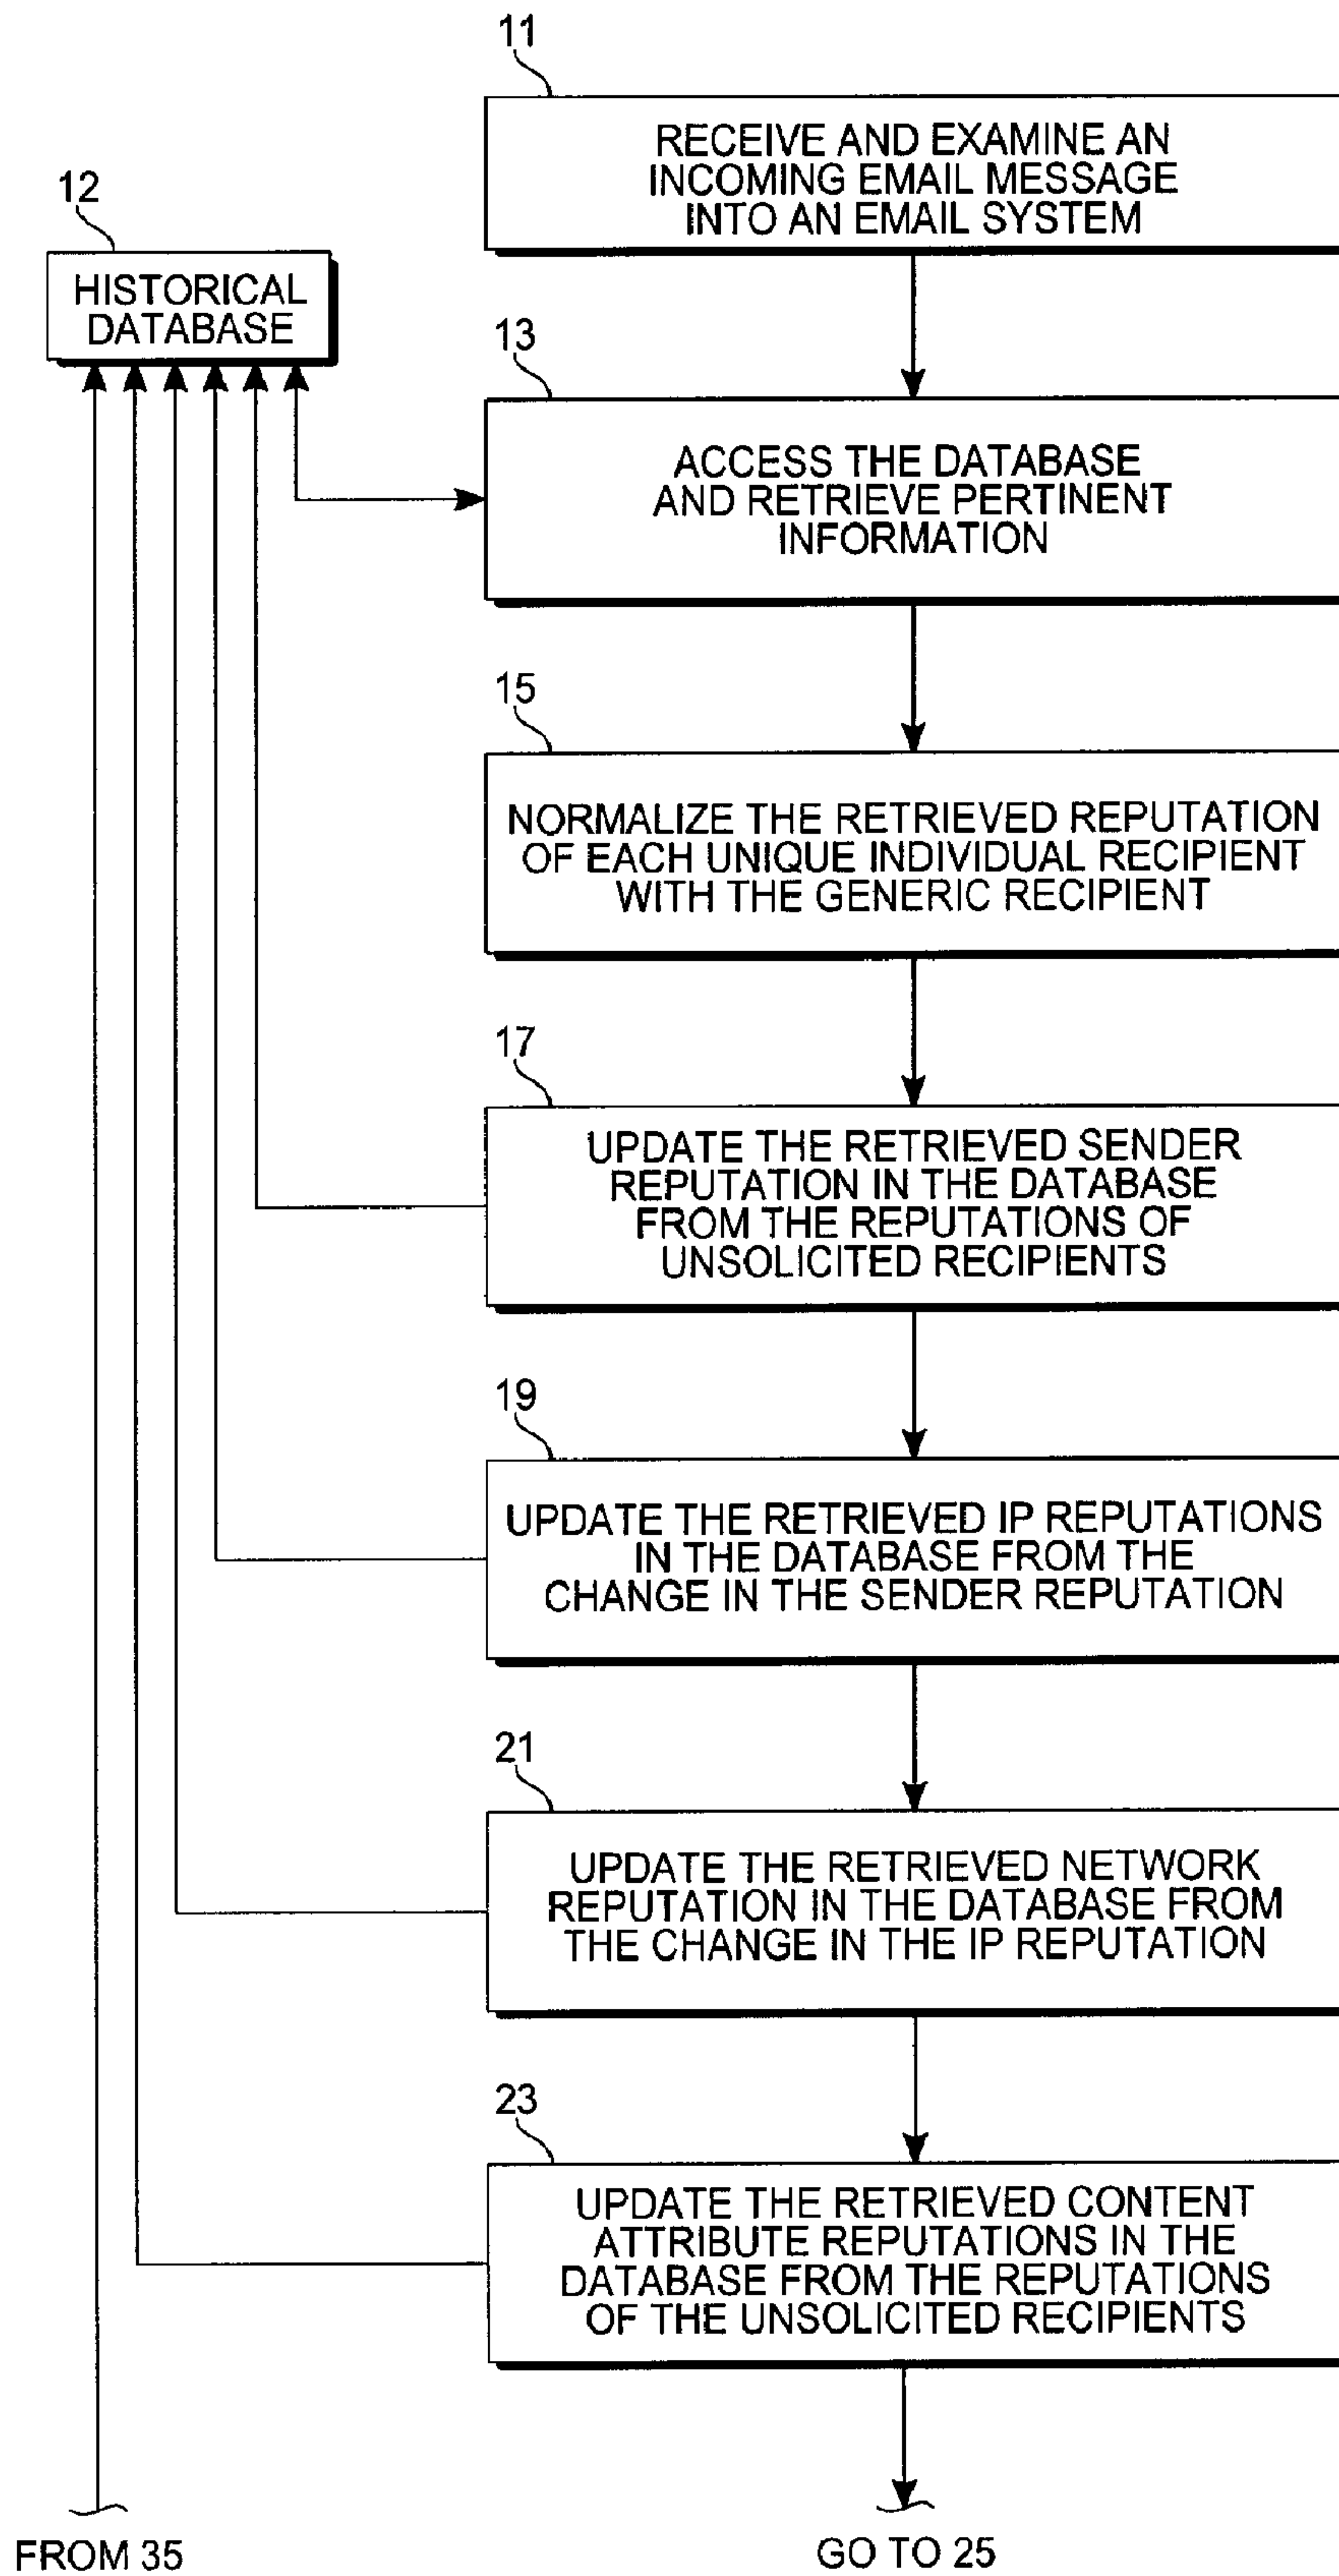 11
RECEIVE AND EXAMINE AN
INCOMING EMAIL MESSAGE
INTO AN EMAIL SYSTEM
12
HISTORICAL
DATABASE
13
ACCESS THE DATABASE
AND RETRIEVE PERTINENT
INFORMATION
15
NORMALIZE THE RETRIEVED REPUTATION
OF EACH UNIQUE INDIVIDUAL RECIPIENT
WITH THE GENERIC RECIPIENT
17
UPDATE THE RETRIEVED SENDER
REPUTATION IN THE DATABASE
FROM THE REPUTATIONS OF
UNSOLICITED RECIPIENTS
19
UPDATE THE RETRIEVED IP REPUTATIONS
IN THE DATABASE FROM THE
CHANGE IN THE SENDER REPUTATION
21
UPDATE THE RETRIEVED NETWORK
REPUTATION IN THE DATABASE FROM
THE CHANGE IN THE IP REPUTATION
23
UPDATE THE RETRIEVED CONTENT
ATTRIBUTE REPUTATIONS IN THE
DATABASE FROM THE REPUTATIONS
OF THE UNSOLICITED RECIPIENTS
FROM 35
GO TO 25